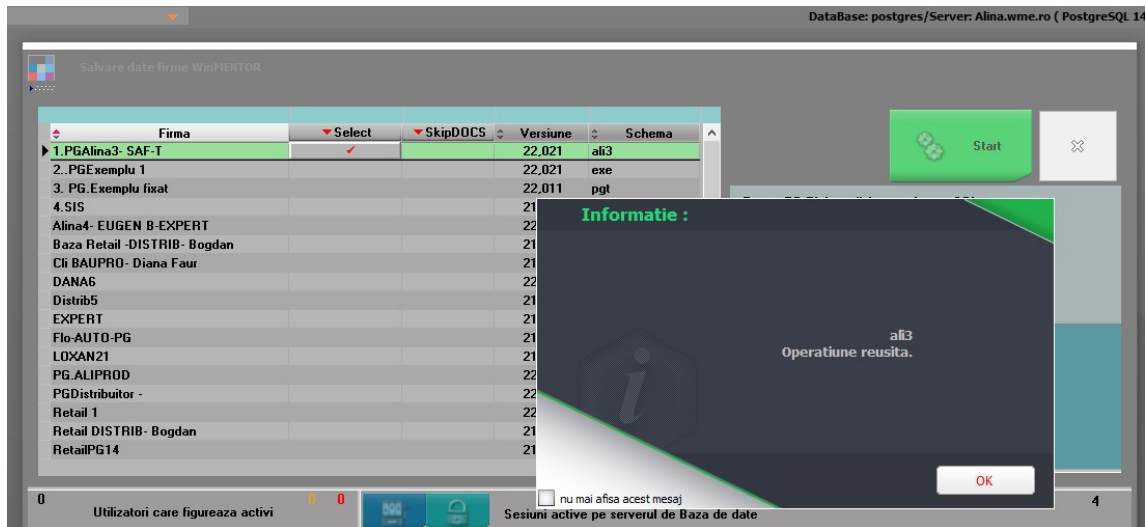 DataBase: postgres/Server: Alina.wme.ro ( PostgreSQL 14
Salvare date firme WinMENTOR
Firma Select SkipDOCS Versiune Schema
1.PGAlina3- SAF-T 22,021 ali3
2..PGExemplu 1 22,021 exe
3. PG.Exemplu fixat 22,011 pgt
4.SIS 21
Alina4- EUGEN B-EXPERT 22
Baza Retail -DISTRIB- Bogdan 21
Cli BAUPRO- Diana Faur 21
DANA6 22
Distrib5 21
EXPERT 21
Flo-AUTO-PG 21
LOXAN21 21
PG.ALIPROD 22
PGDistribuitor - 22
Retail 1 22
Retail DISTRIB- Bogdan 21
RetailPG14 21
Start
Informatie :
ali3
Operatiune reusita.
OK
nu mai afisa acest mesaj
0 0 0 4
Utilizatori care figureaza activi
Sesiuni active pe serverul de Baza de date